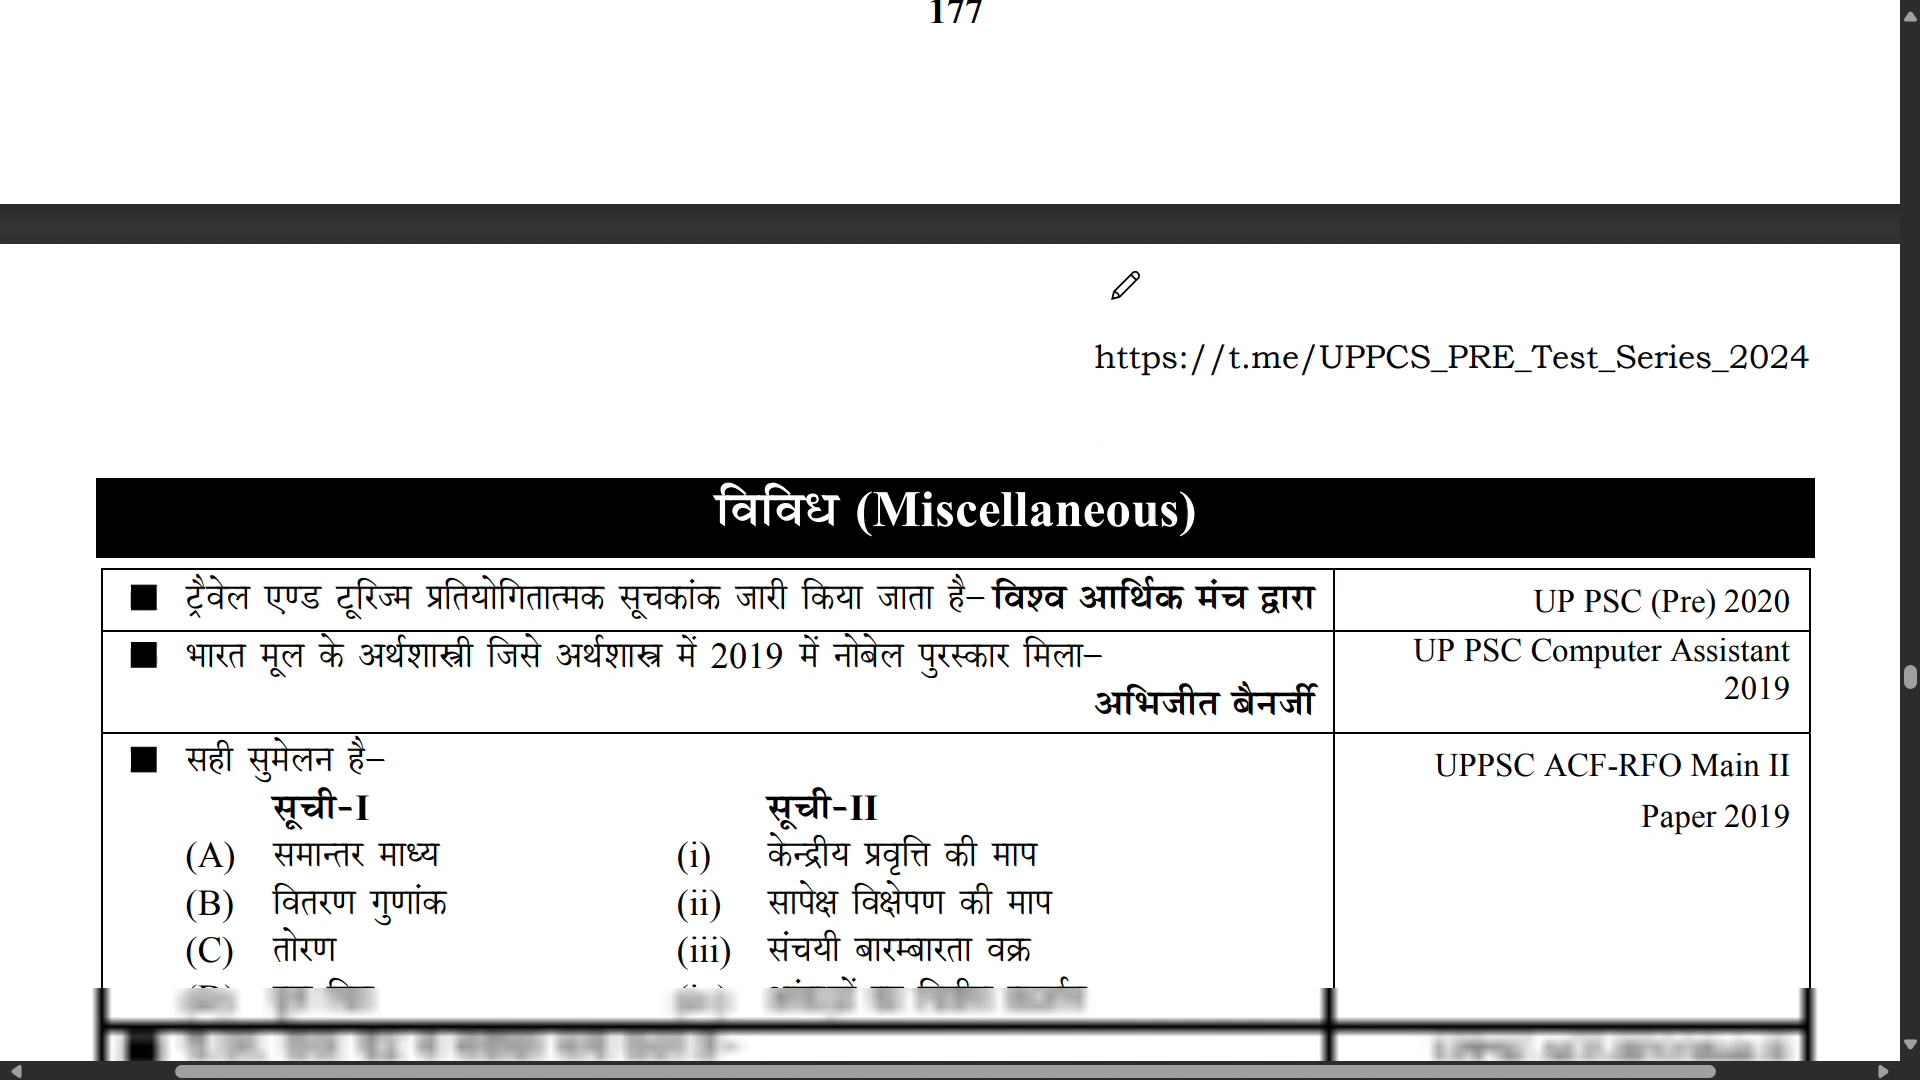 177
https://t.me/UPPCS_PRE_Test_Series_2024
विविध (Miscellaneous)
■ ट्रैवेल एण्ड टूरिज्म प्रतियोगितात्मक सूचकांक जारी किया जाता है– विश्व आर्थिक मंच द्वारा UP PSC (Pre) 2020
■ भारत मूल के अर्थशास्त्री जिसे अर्थशास्त्र में 2019 में नोबेल पुरस्कार मिला– UP PSC Computer Assistant
2019
अभिजीत बैनर्जी
■ सही सुमेलन है– UPPSC ACF-RFO Main II
सूची-I सूची-II Paper 2019
(A) समान्तर माध्य (i) केन्द्रीय प्रवृत्ति की माप
(B) वितरण गुणांक (ii) सापेक्ष विक्षेपण की माप
(C) तोरण (iii) संचयी बारम्बारता वक्र